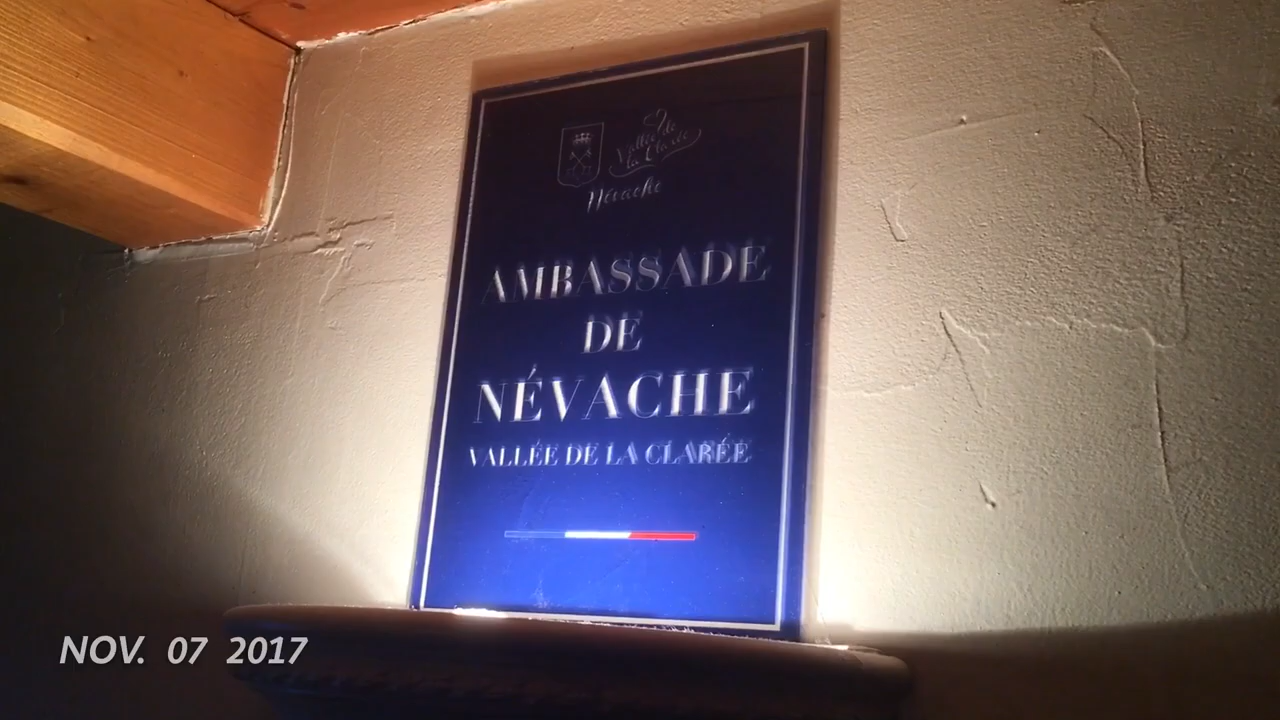 Vallée de
la Clarée
Névache
AMBASSADE
DE
NÉVACHE
VALLÉE DE LA CLARÉE
NOV. 07 2017